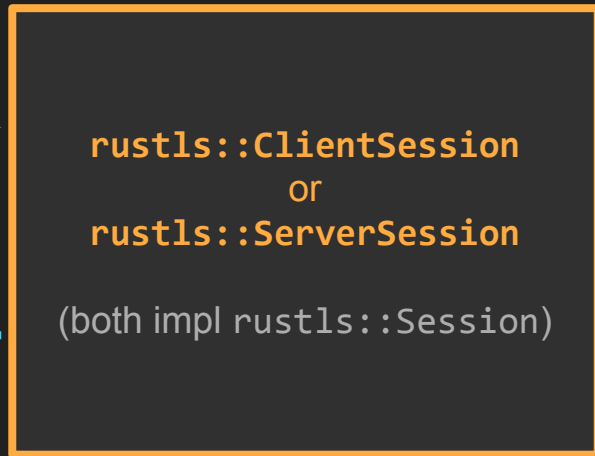 rustls::ClientSession
or
rustls::ServerSession
(both impl rustls::Session)